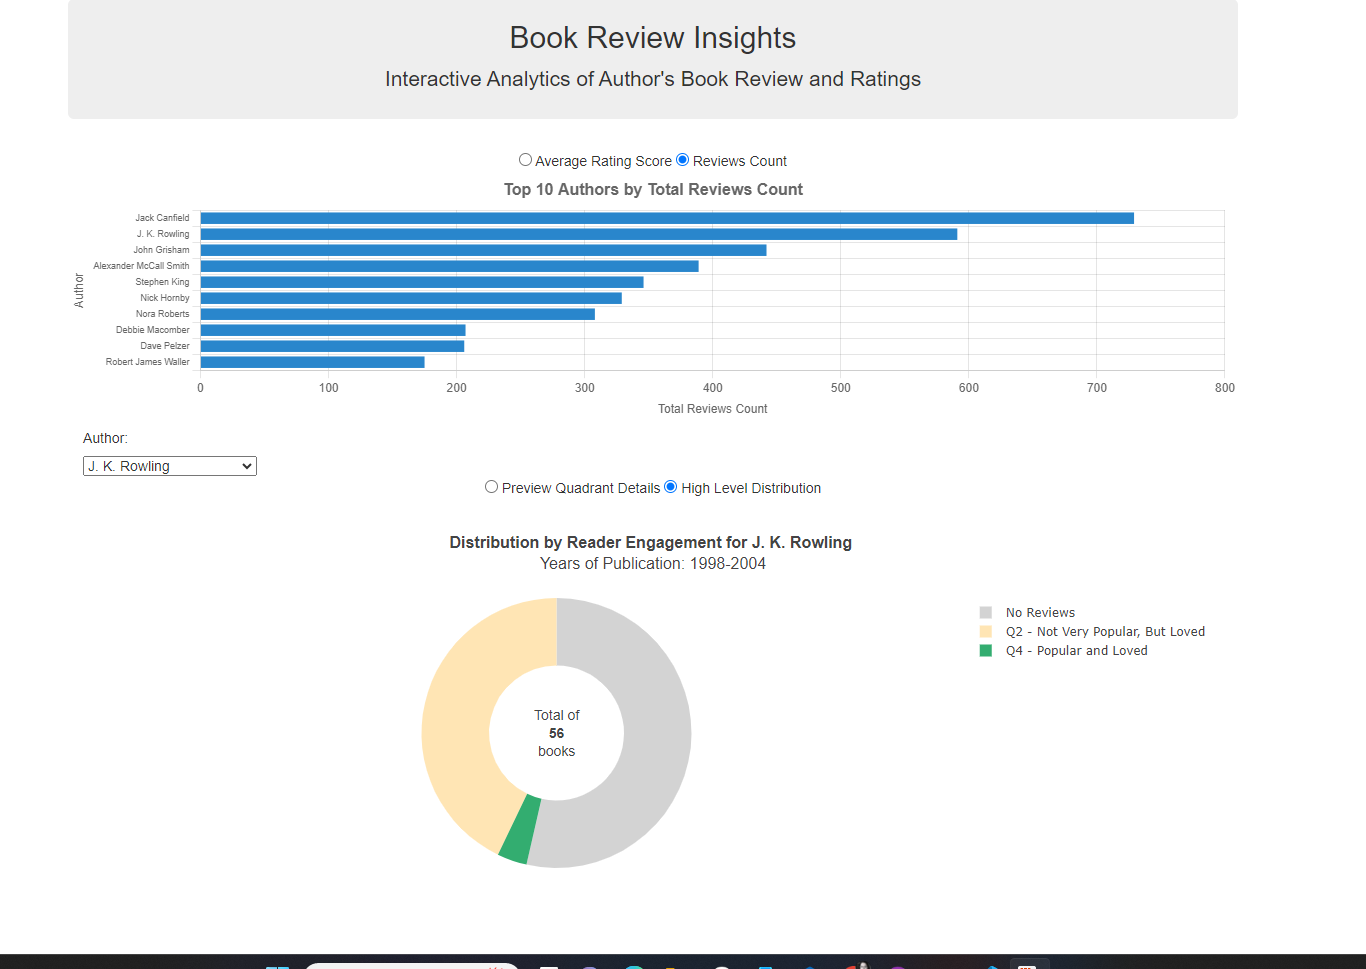 Book Review Insights
Interactive Analytics of Author's Book Review and Ratings
Average Rating Score Reviews Count
Top 10 Authors by Total Reviews Count
Author
Jack Canfield
J. K. Rowling
John Grisham
Alexander McCall Smith
Stephen King
Nick Hornby
Nora Roberts
Debbie Macomber
Dave Pelzer
Robert James Waller
0 100 200 300 400 500 600 700 800
Total Reviews Count
Author:
J. K. Rowling
Preview Quadrant Details High Level Distribution
Distribution by Reader Engagement for J. K. Rowling
Years of Publication: 1998-2004
No Reviews
Q2 - Not Very Popular, But Loved
Q4 - Popular and Loved
Total of
56
books